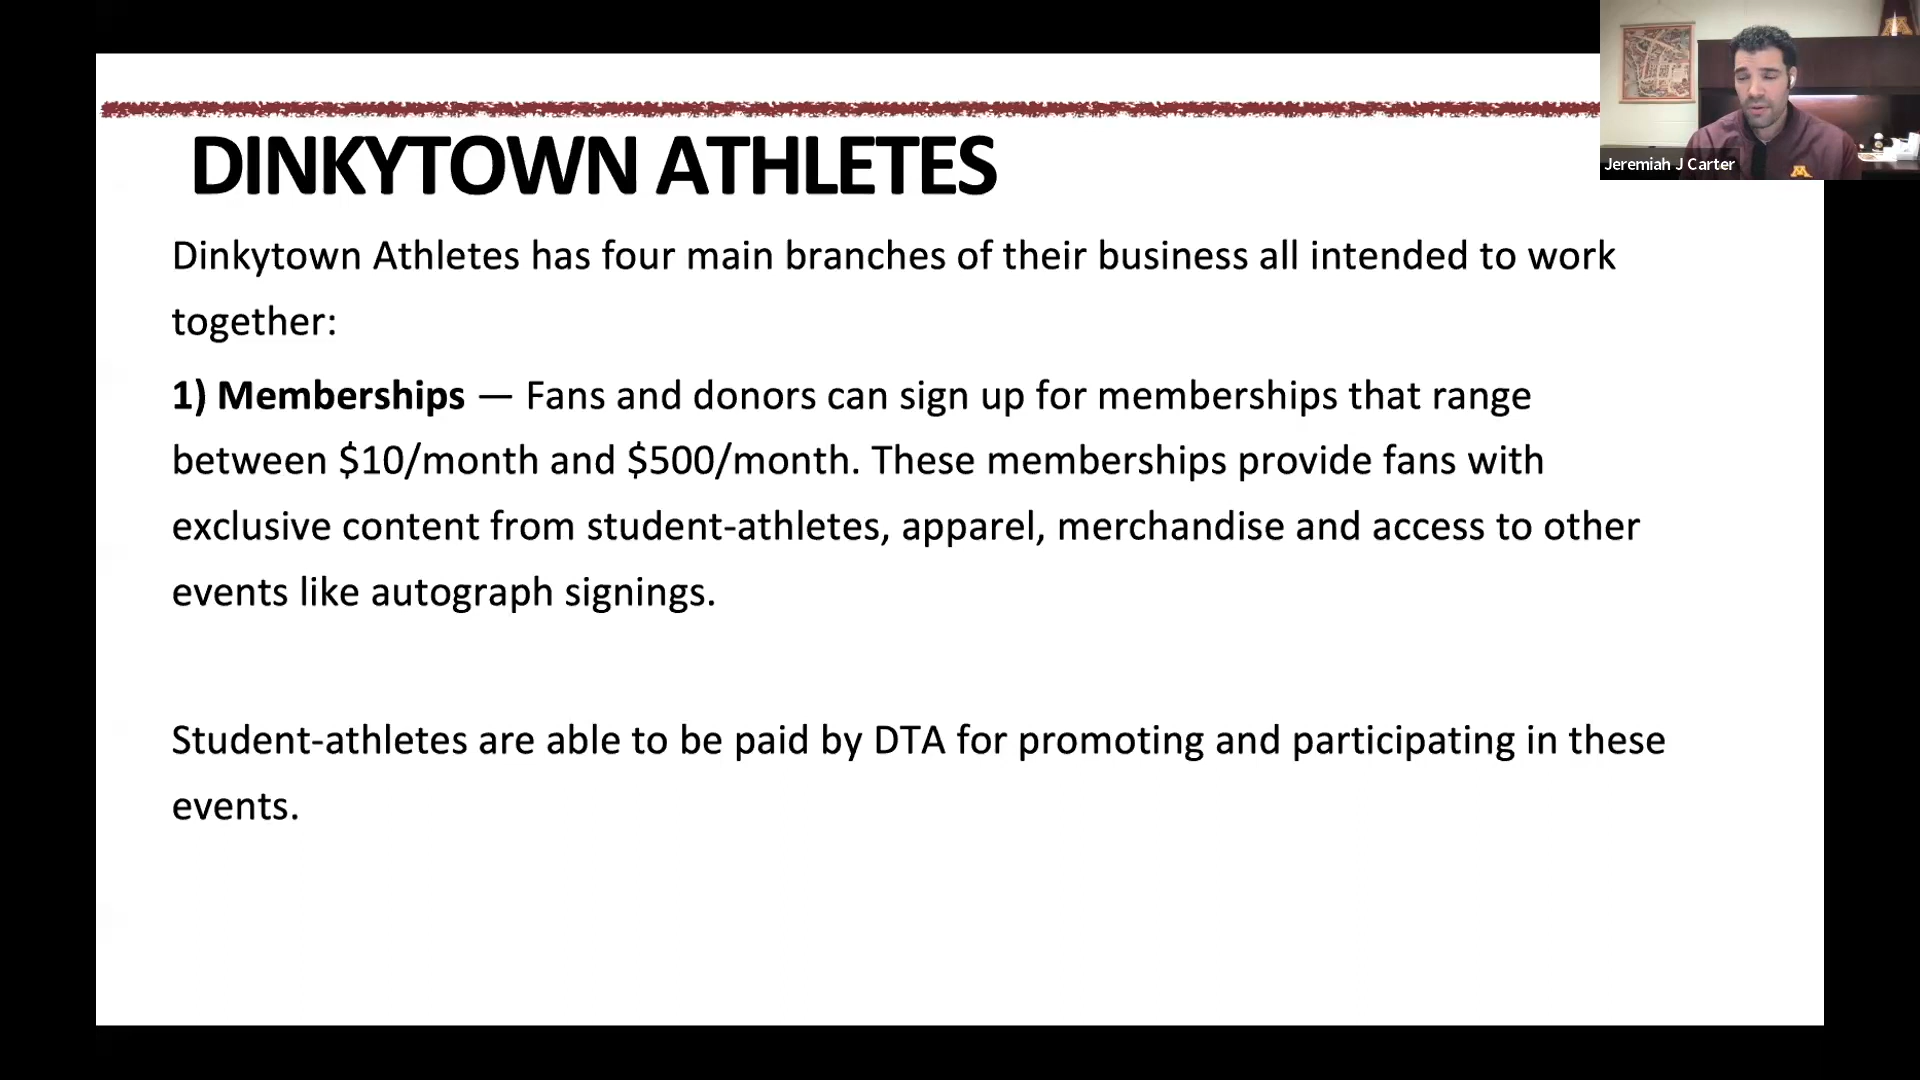 DINKYTOWN ATHLETES
Jeremiah J Carter
Dinkytown Athletes has four main branches of their business all intended to work
together:
1) Memberships — Fans and donors can sign up for memberships that range
between $10/month and $500/month. These memberships provide fans with
exclusive content from student-athletes, apparel, merchandise and access to other
events like autograph signings.
Student-athletes are able to be paid by DTA for promoting and participating in these
events.